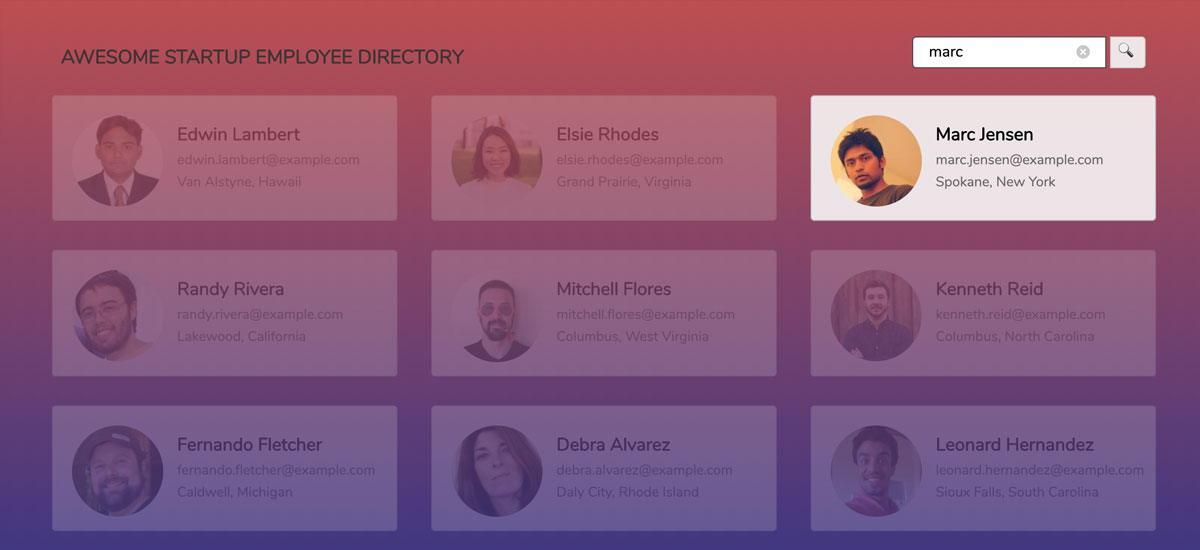 AWESOME STARTUP EMPLOYEE DIRECTORY
marc
Edwin Lambert
edwin.lambert@example.com
Van Alstyne, Hawaii
Elsie Rhodes
elsie.rhodes@example.com
Grand Prairie, Virginia
Marc Jensen
marc.jensen@example.com
Spokane, New York
Randy Rivera
randy.rivera@example.com
Lakewood, California
Mitchell Flores
mitchell.flores@example.com
Columbus, West Virginia
Kenneth Reid
kenneth.reid@example.com
Columbus, North Carolina
Fernando Fletcher
fernando.fletcher@example.com
Caldwell, Michigan
Debra Alvarez
debra.alvarez@example.com
Daly City, Rhode Island
Leonard Hernandez
leonard.hernandez@example.com
Sioux Falls, South Carolina